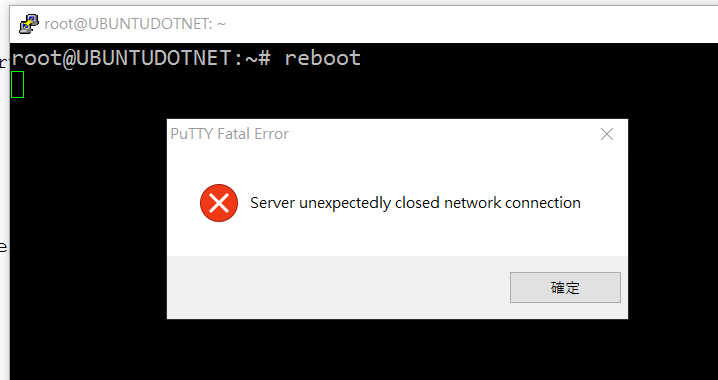 root@UBUNTUDOTNET: ~
root@UBUNTUDOTNET:~# reboot
PuTTY Fatal Error
Server unexpectedly closed network connection
確定
r
e